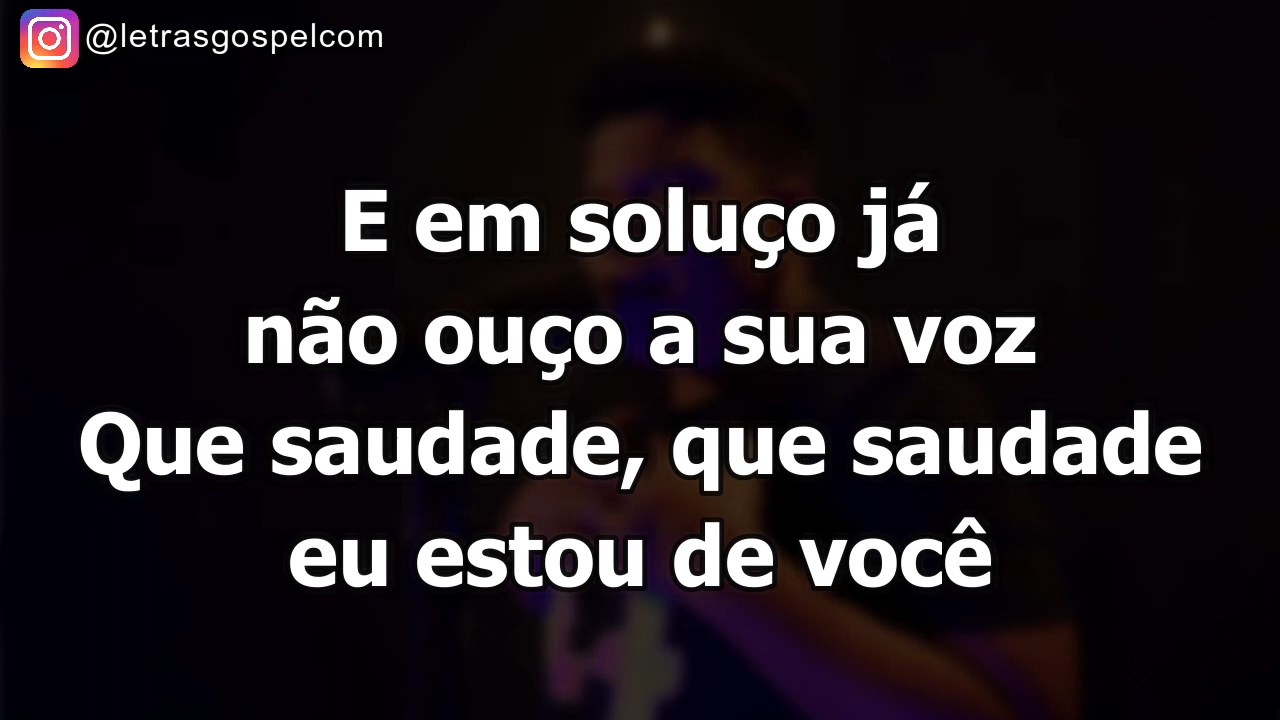 @letrasgospelcom
E em soluço já
não ouço a sua voz
Que saudade, que saudade
eu estou de você